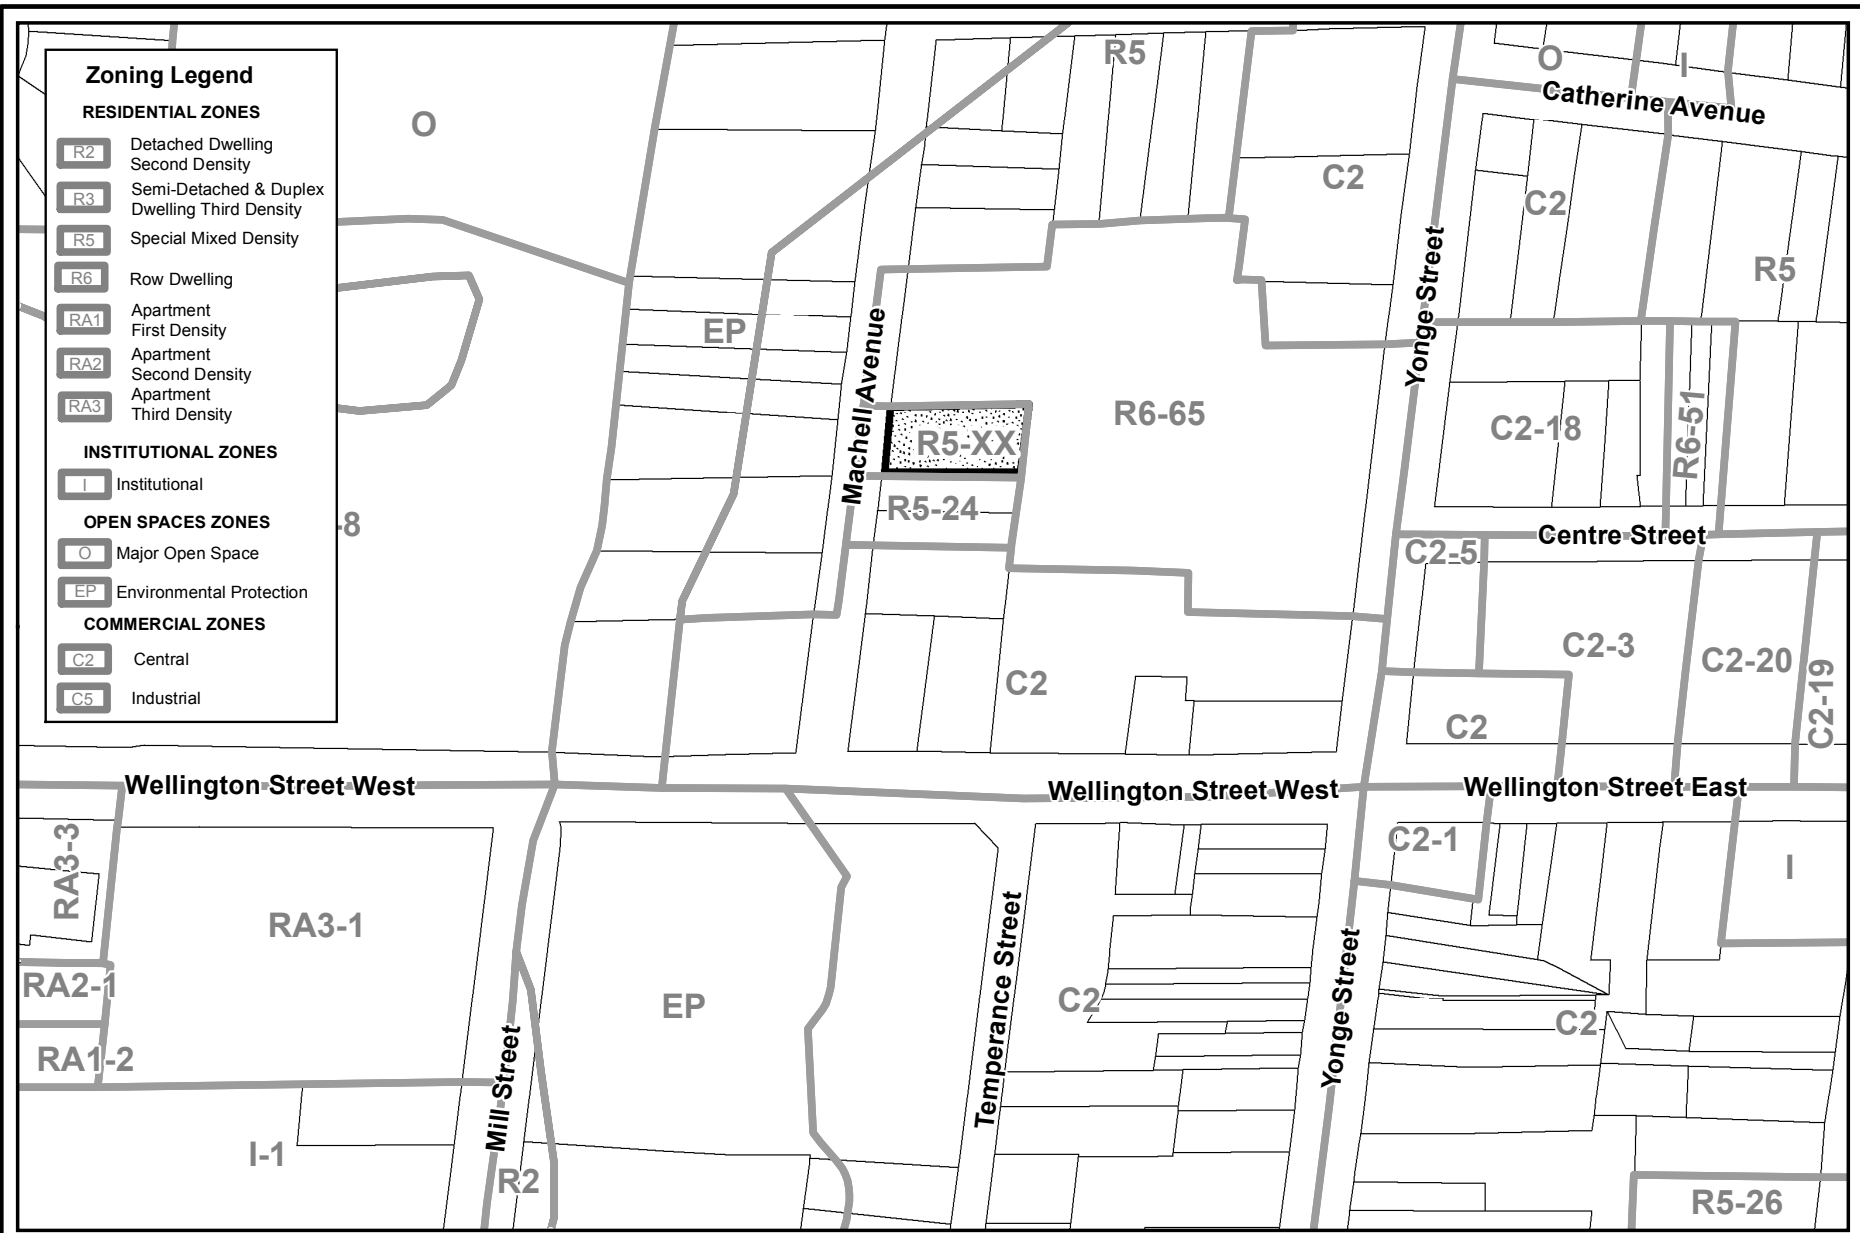 Zoning Legend
RESIDENTIAL ZONES
R2 Detached Dwelling
Second Density
R3 Semi-Detached & Duplex
Dwelling Third Density
R5 Special Mixed Density
R6 Row Dwelling
RA1 Apartment
First Density
RA2 Apartment
Second Density
RA3 Apartment
Third Density
INSTITUTIONAL ZONES
I Institutional
OPEN SPACES ZONES
O Major Open Space
EP Environmental Protection
COMMERCIAL ZONES
C2 Central
C5 Industrial
O
R5
O
I
Catherine Avenue
C2
C2
R5
EP
Machell Avenue
Yonge Street
R6-65
R5-XX
C2-18
R6-51
R5-24
-8
Centre Street
C2-5
C2-3
C2-20
C2-19
C2
C2
Wellington Street West
Wellington Street West
Wellington Street East
RA3-3
RA3-1
C2-1
I
RA2-1
EP
Temperance Street
C2
Yonge Street
C2
RA1-2
Mill Street
I-1
R2
R5-26